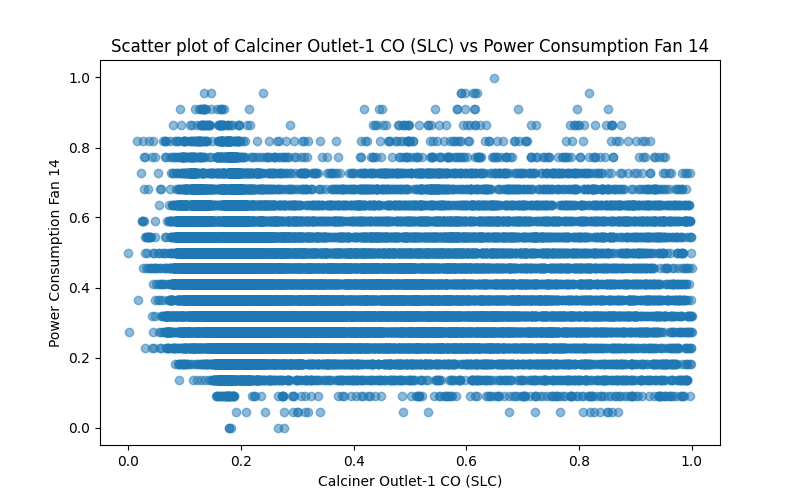 Scatter plot of Calciner Outlet-1 CO (SLC) vs Power Consumption Fan 14
1.0
0.8
0.6
0.4
0.2
0.0
Power Consumption Fan 14
0.0 0.2 0.4 0.6 0.8 1.0
Calciner Outlet-1 CO (SLC)